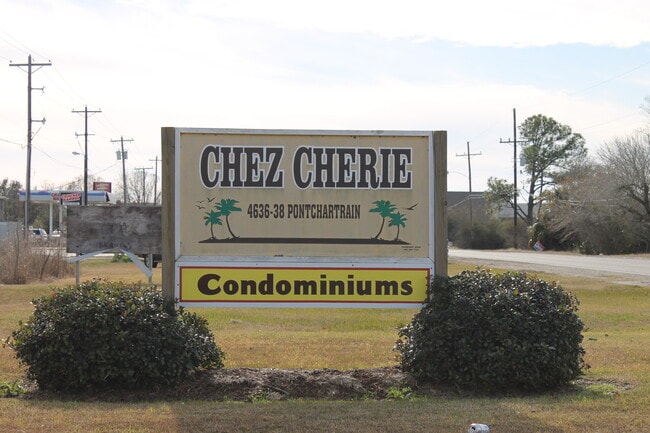 CHEZ CHERIE
4636-38 PONTCHARTRAIN
Condominiums